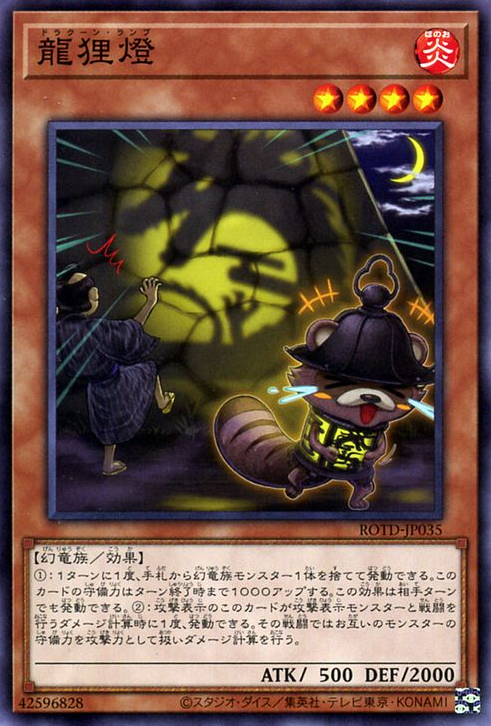 ドラクーン・ランプ
龍狸燈
ほのお
炎
ROTD-JP035
【幻竜族/効果】
①:1ターンに1度、手札から幻竜族モンスター1体を捨てて発動できる。この
カードの守備力はターン終了時まで1000アップする。この効果は相手ターン
でも発動できる。②:攻撃表示のこのカードが攻撃表示モンスターと戦闘を
行うダメージ計算時に1度、発動できる。その戦闘ではお互いのモンスターの
守備力を攻撃力として扱いダメージ計算を行う。
ATK/ 500 DEF/2000
42596828
©スタジオ・ダイス/集英社・テレビ東京・KONAMI